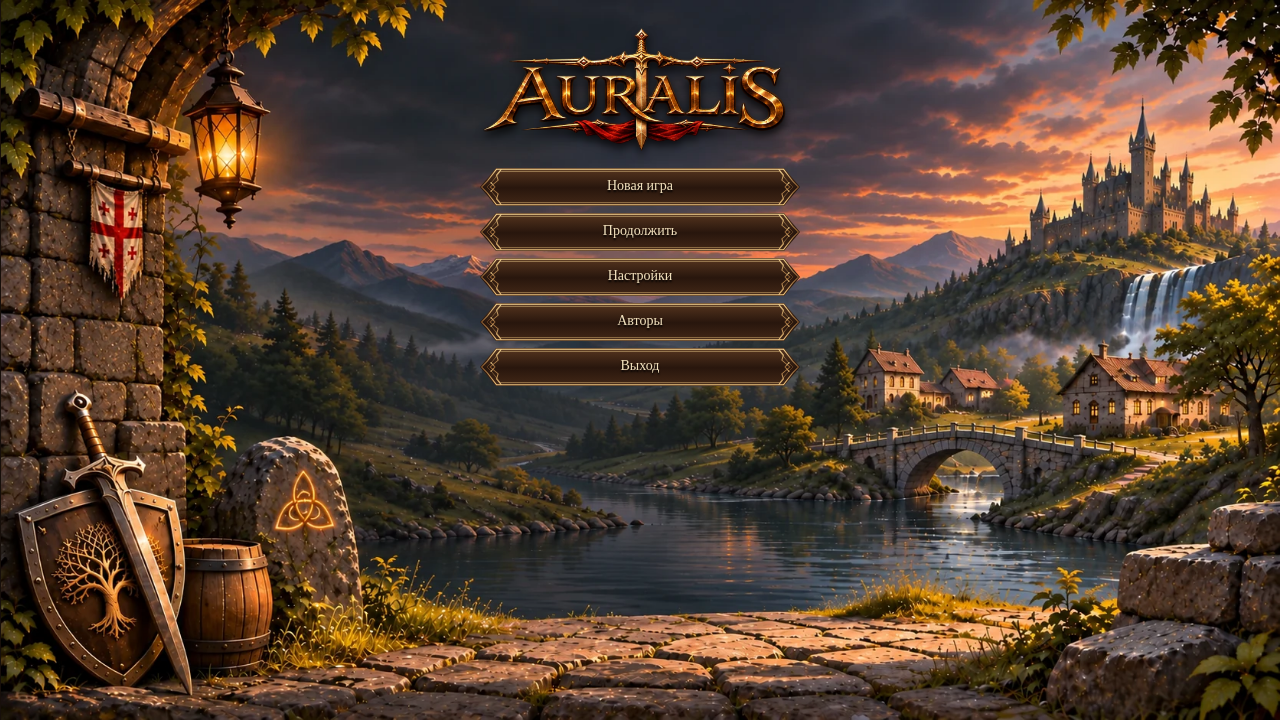 AURALIS
Новая игра
Продолжить
Настройки
Авторы
Выход